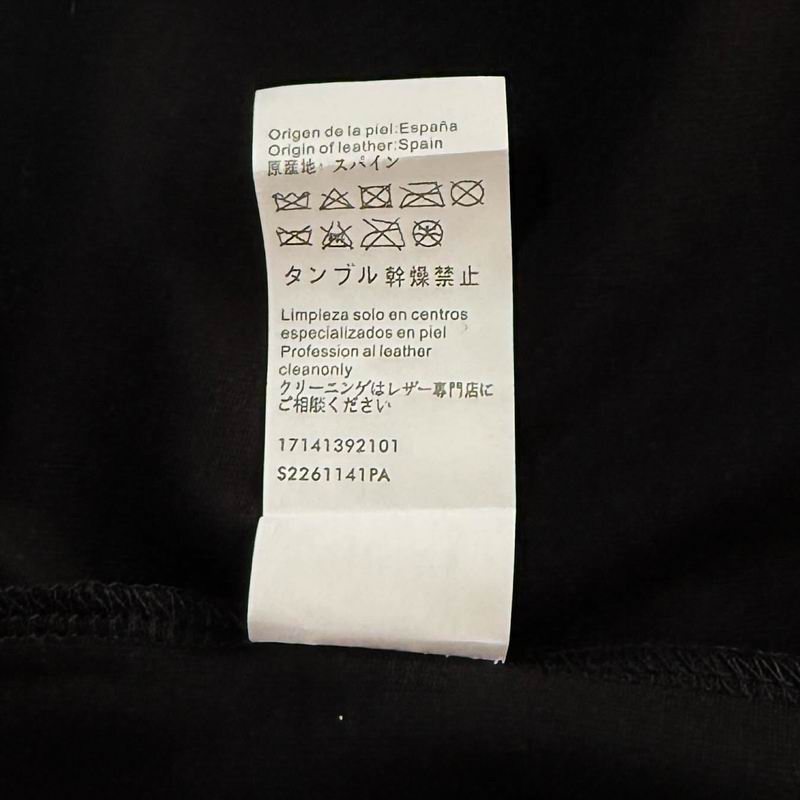 Origen de la piel:España
Origin of leather:Spain
原産地：スペイン
タンブル乾燥禁止
Limpieza solo en centros
especializados en piel
Profession al leather
cleanonly
クリーニングはレザー専門店に
ご相談ください
17141392101
S2261141PA